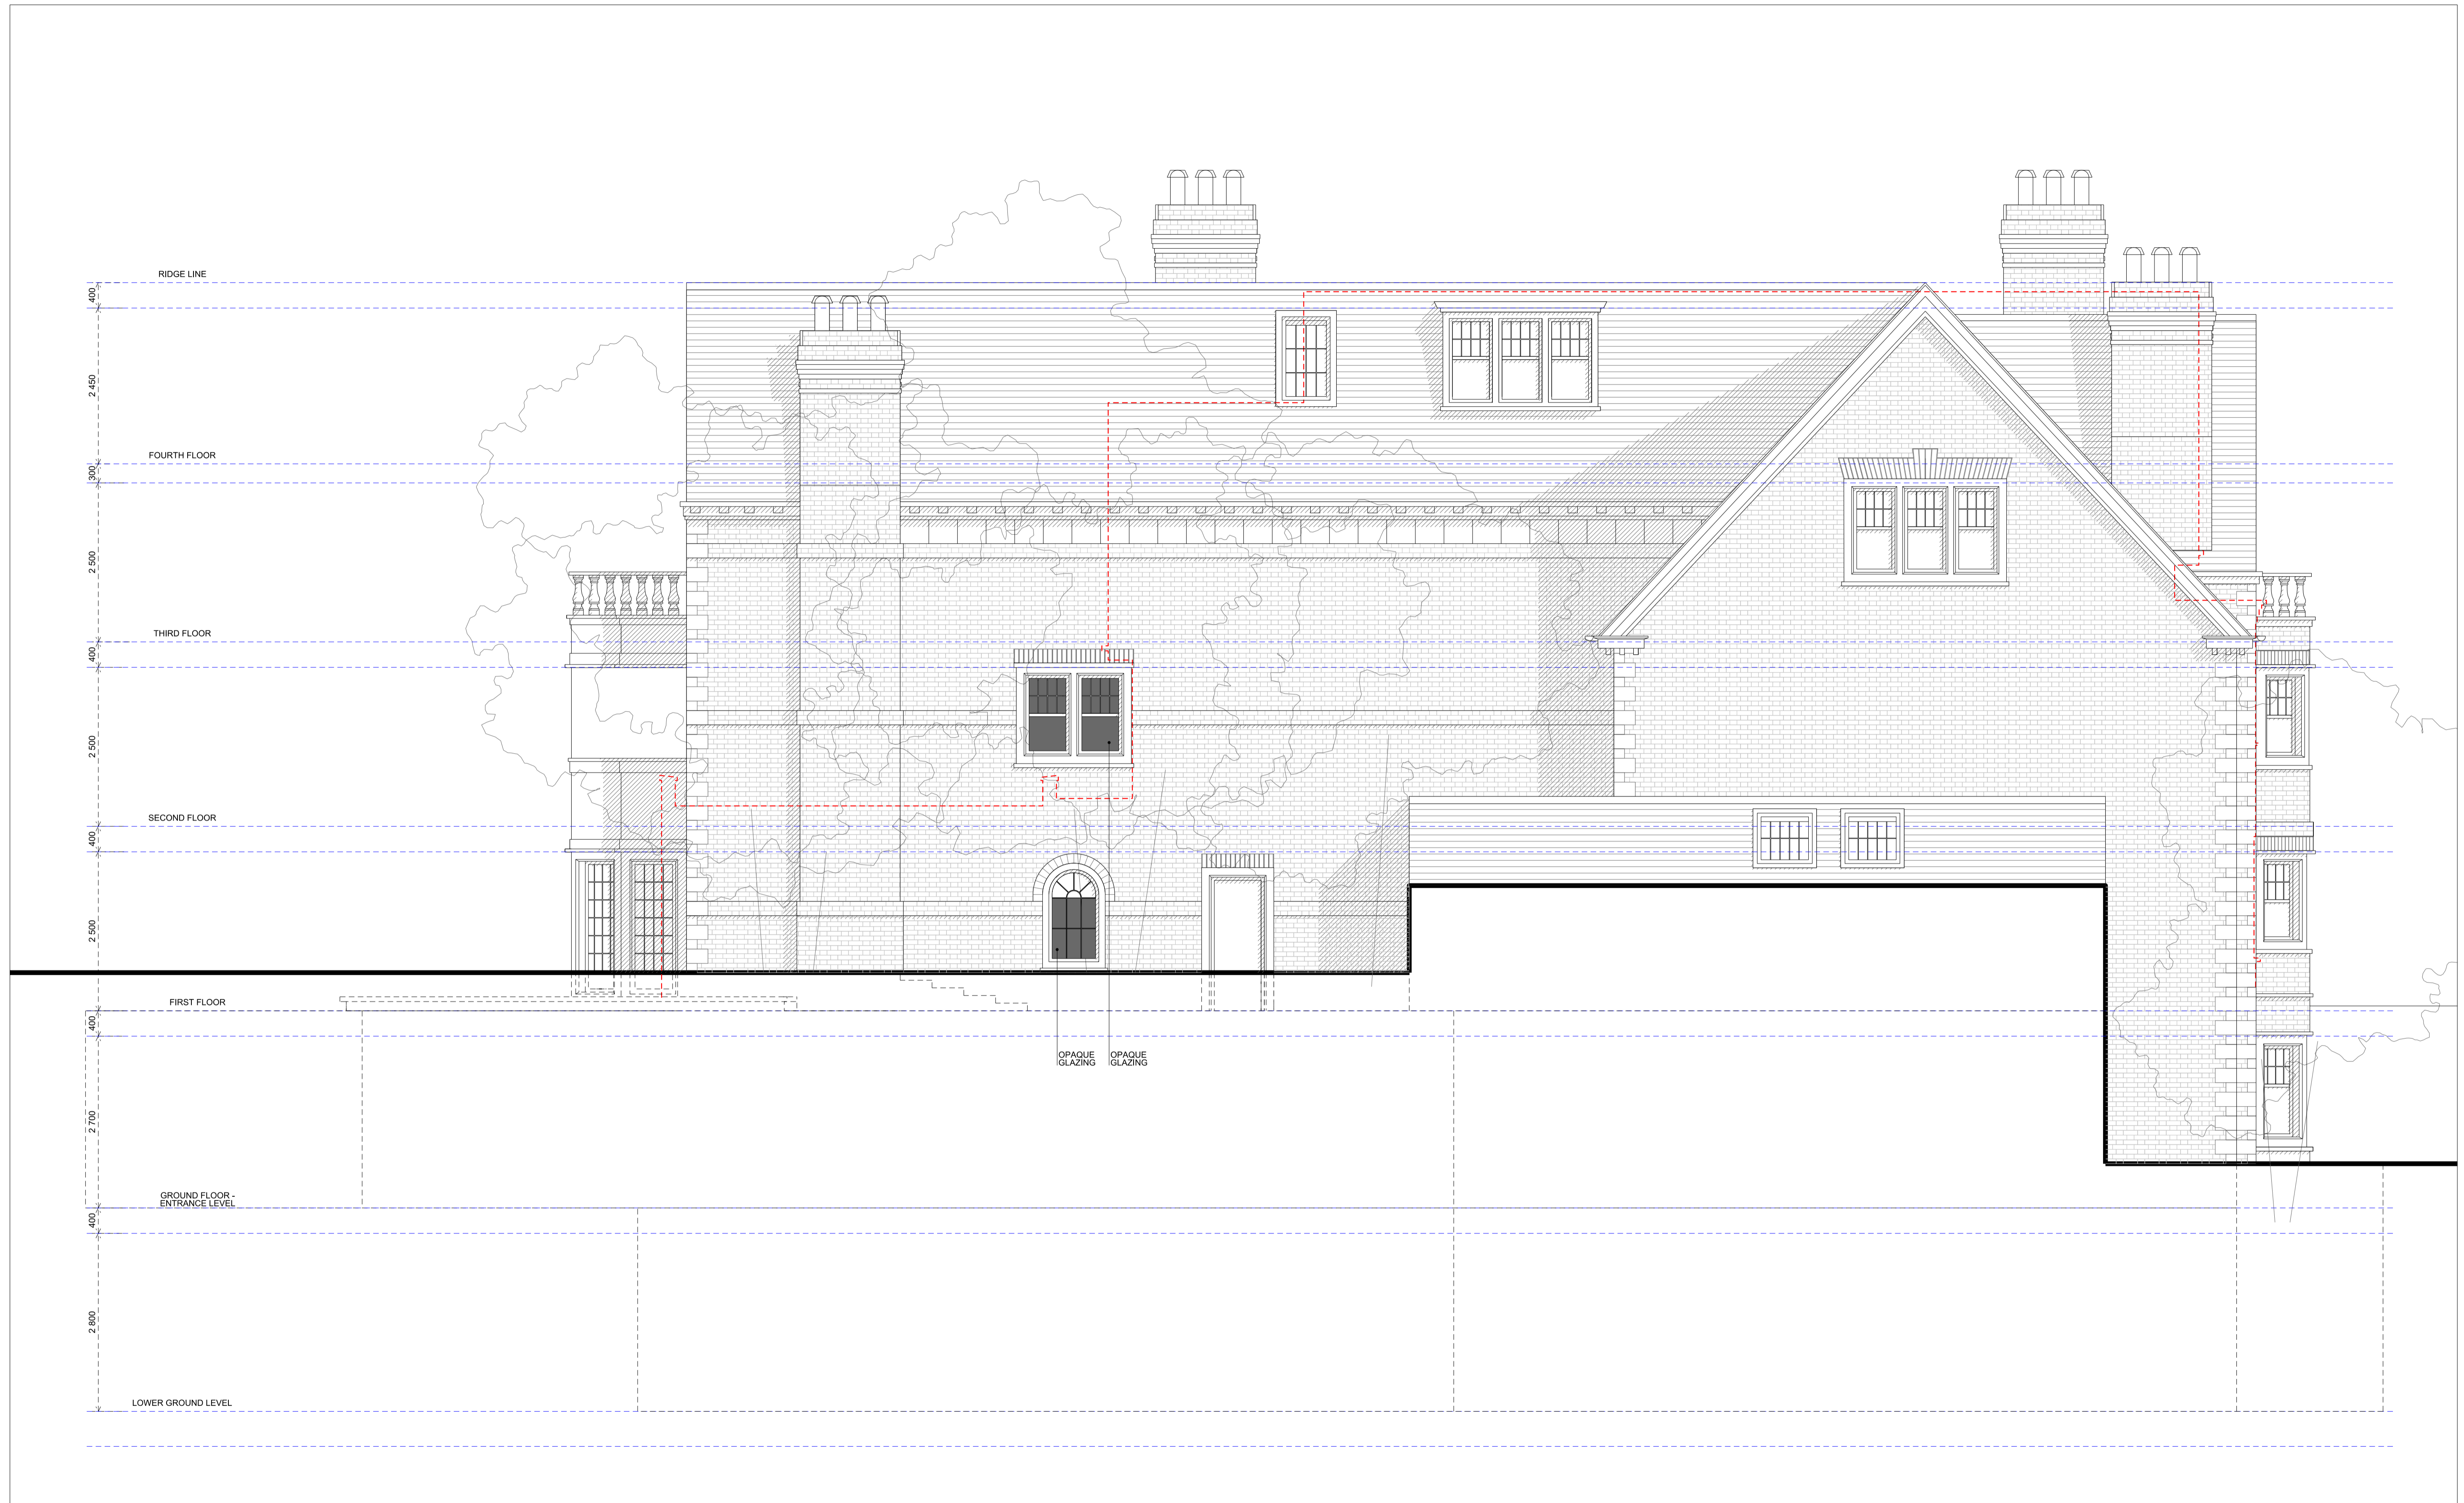 RIDGE LINE
400
2 450
FOURTH FLOOR
300
2 500
THIRD FLOOR
400
2 500
SECOND FLOOR
400
2 500
FIRST FLOOR
400
OPAQUE
GLAZING
OPAQUE
GLAZING
2 700
GROUND FLOOR -
ENTRANCE LEVEL
400
2 800
LOWER GROUND LEVEL